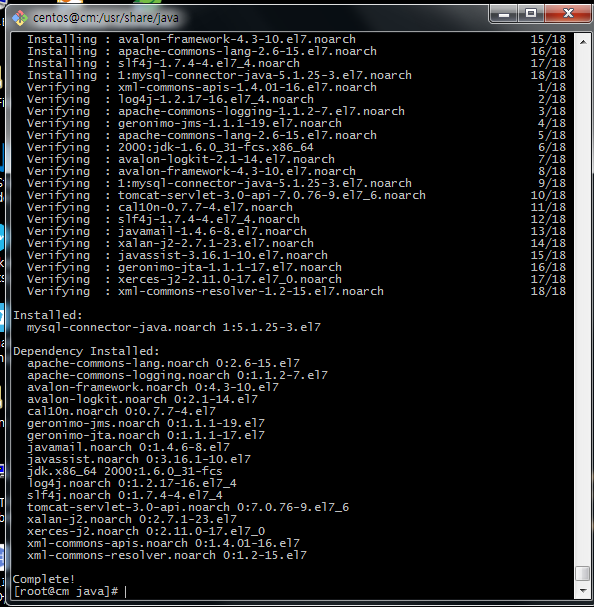 centos@cm:/usr/share/java
Installing : avalon-framework-4.3-10.el7.noarch 15/18
Installing : apache-commons-lang-2.6-15.el7.noarch 16/18
Installing : slf4j-1.7.4-4.el7_4.noarch 17/18
Installing : 1:mysql-connector-java-5.1.25-3.el7.noarch 18/18
Verifying : xml-commons-apis-1.4.01-16.el7.noarch 1/18
Verifying : log4j-1.2.17-16.el7_4.noarch 2/18
Verifying : apache-commons-logging-1.1.2-7.el7.noarch 3/18
Verifying : geronimo-jms-1.1.1-19.el7.noarch 4/18
Verifying : apache-commons-lang-2.6-15.el7.noarch 5/18
Verifying : 2000:jdk-1.6.0_31-fcs.x86_64 6/18
Verifying : avalon-logkit-2.1-14.el7.noarch 7/18
Verifying : avalon-framework-4.3-10.el7.noarch 8/18
Verifying : 1:mysql-connector-java-5.1.25-3.el7.noarch 9/18
Verifying : tomcat-servlet-3.0-api-7.0.76-9.el7_6.noarch 10/18
Verifying : cal10n-0.7.7-4.el7.noarch 11/18
Verifying : slf4j-1.7.4-4.el7_4.noarch 12/18
Verifying : javamail-1.4.6-8.el7.noarch 13/18
Verifying : xalan-j2-2.7.1-23.el7.noarch 14/18
Verifying : javassist-3.16.1-10.el7.noarch 15/18
Verifying : geronimo-jta-1.1.1-17.el7.noarch 16/18
Verifying : xerces-j2-2.11.0-17.el7_0.noarch 17/18
Verifying : xml-commons-resolver-1.2-15.el7.noarch 18/18
Installed:
mysql-connector-java.noarch 1:5.1.25-3.el7
Dependency Installed:
apache-commons-lang.noarch 0:2.6-15.el7
apache-commons-logging.noarch 0:1.1.2-7.el7
avalon-framework.noarch 0:4.3-10.el7
avalon-logkit.noarch 0:2.1-14.el7
cal10n.noarch 0:0.7.7-4.el7
geronimo-jms.noarch 0:1.1.1-19.el7
geronimo-jta.noarch 0:1.1.1-17.el7
javamail.noarch 0:1.4.6-8.el7
javassist.noarch 0:3.16.1-10.el7
jdk.x86_64 2000:1.6.0_31-fcs
log4j.noarch 0:1.2.17-16.el7_4
slf4j.noarch 0:1.7.4-4.el7_4
tomcat-servlet-3.0-api.noarch 0:7.0.76-9.el7_6
xalan-j2.noarch 0:2.7.1-23.el7
xerces-j2.noarch 0:2.11.0-17.el7_0
xml-commons-apis.noarch 0:1.4.01-16.el7
xml-commons-resolver.noarch 0:1.2-15.el7
Complete!
[root@cm java]#